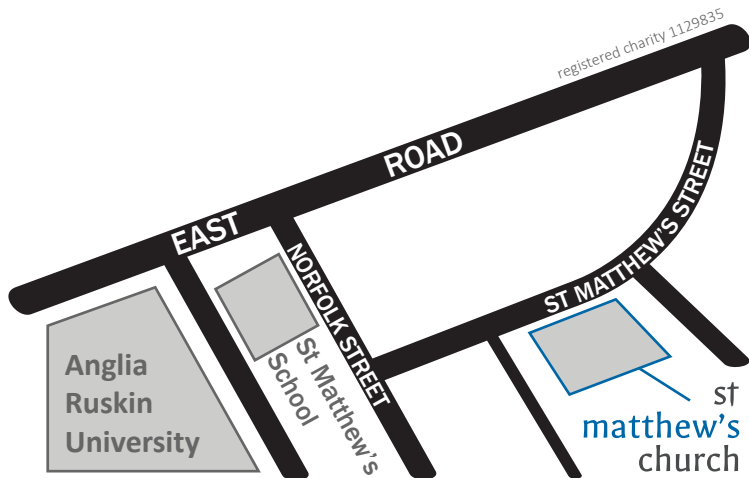 registered charity 1129835
EAST ROAD
NORFOLK STREET
ST MATTHEW'S STREET
St Matthew's
School
Anglia
Ruskin
University
st
matthew's
church